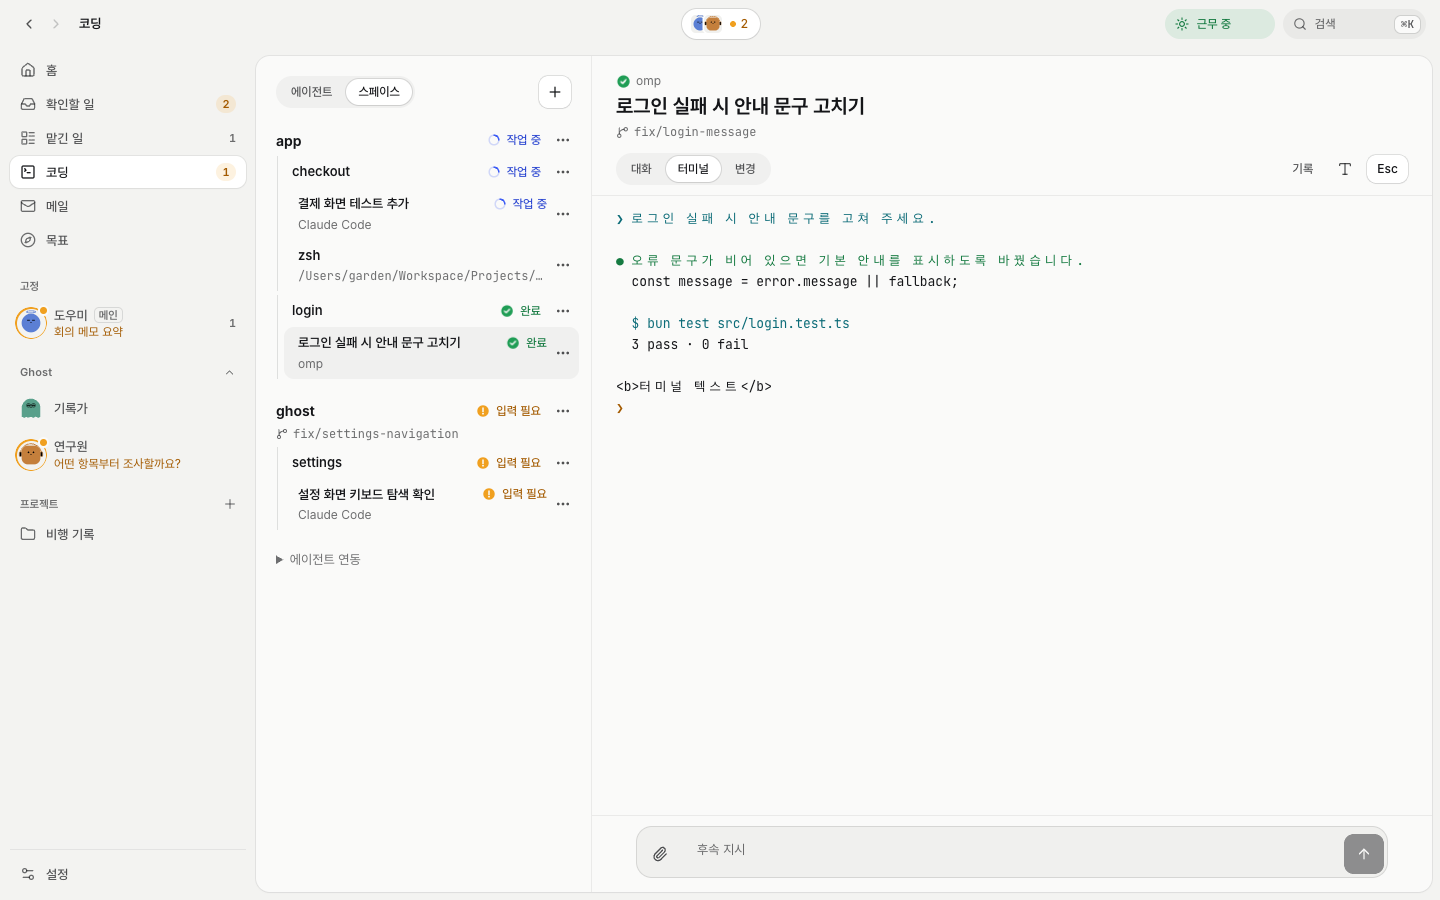 코딩
2
근무 중
검색
⌘K
홈
확인할 일
2
맡긴 일
1
코딩
1
메일
목표
고정
도우미 메인
회의 메모 요약
1
Ghost
기록가
연구원
어떤 항목부터 조사할까요?
프로젝트
비행 기록
설정
에이전트
스페이스
app
작업 중
checkout
작업 중
결제 화면 테스트 추가
작업 중
Claude Code
zsh
/Users/garden/Workspace/Projects/…
login
완료
로그인 실패 시 안내 문구 고치기
완료
omp
ghost
입력 필요
fix/settings-navigation
settings
입력 필요
설정 화면 키보드 탐색 확인
입력 필요
Claude Code
에이전트 연동
omp
로그인 실패 시 안내 문구 고치기
fix/login-message
대화
터미널
변경
기록
Esc
❯ 로그인 실패 시 안내 문구를 고쳐 주세요.
● 오류 문구가 비어 있으면 기본 안내를 표시하도록 바꿨습니다.
const message = error.message || fallback;
$ bun test src/login.test.ts
3 pass · 0 fail
<b>터미널 텍스트</b>
❯
후속 지시